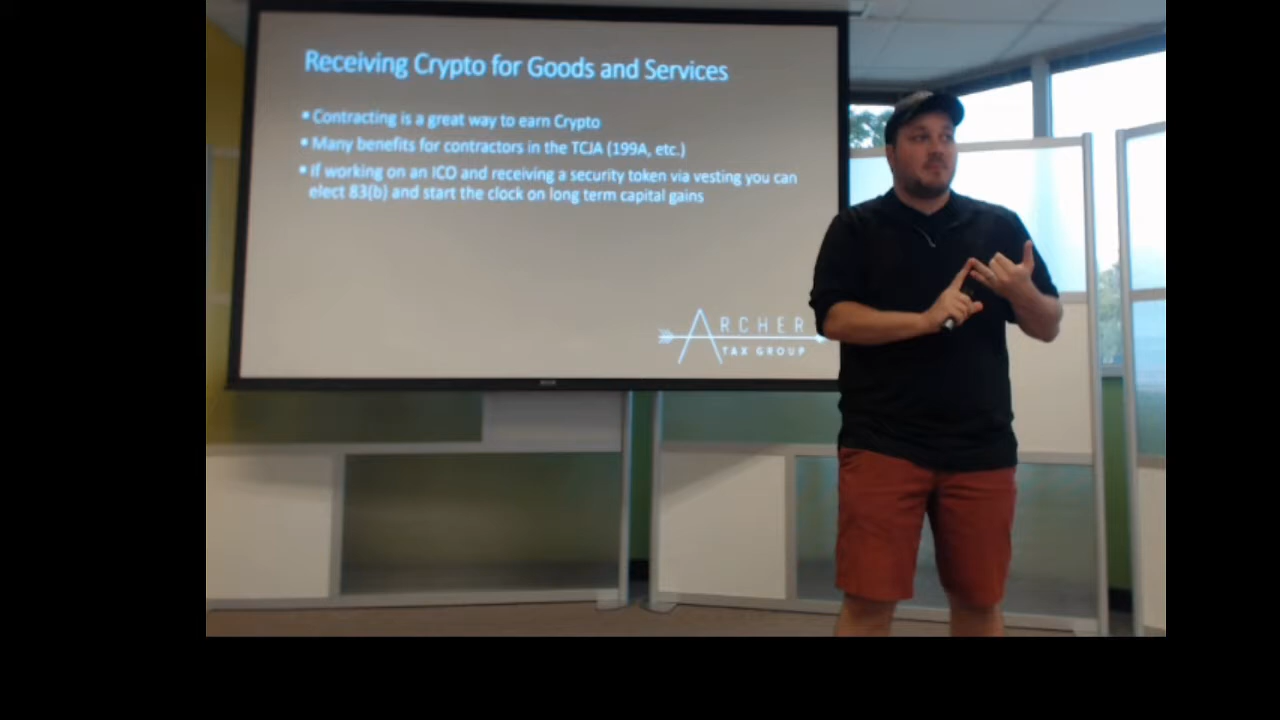 Receiving Crypto for Goods and Services
▪ Contracting is a great way to earn Crypto
▪ Many benefits for contractors in the TCJA (199A, etc.)
▪ If working on an ICO and receiving a security token via vesting you can
elect 83(b) and start the clock on long term capital gains
ARCHER
TAX GROUP